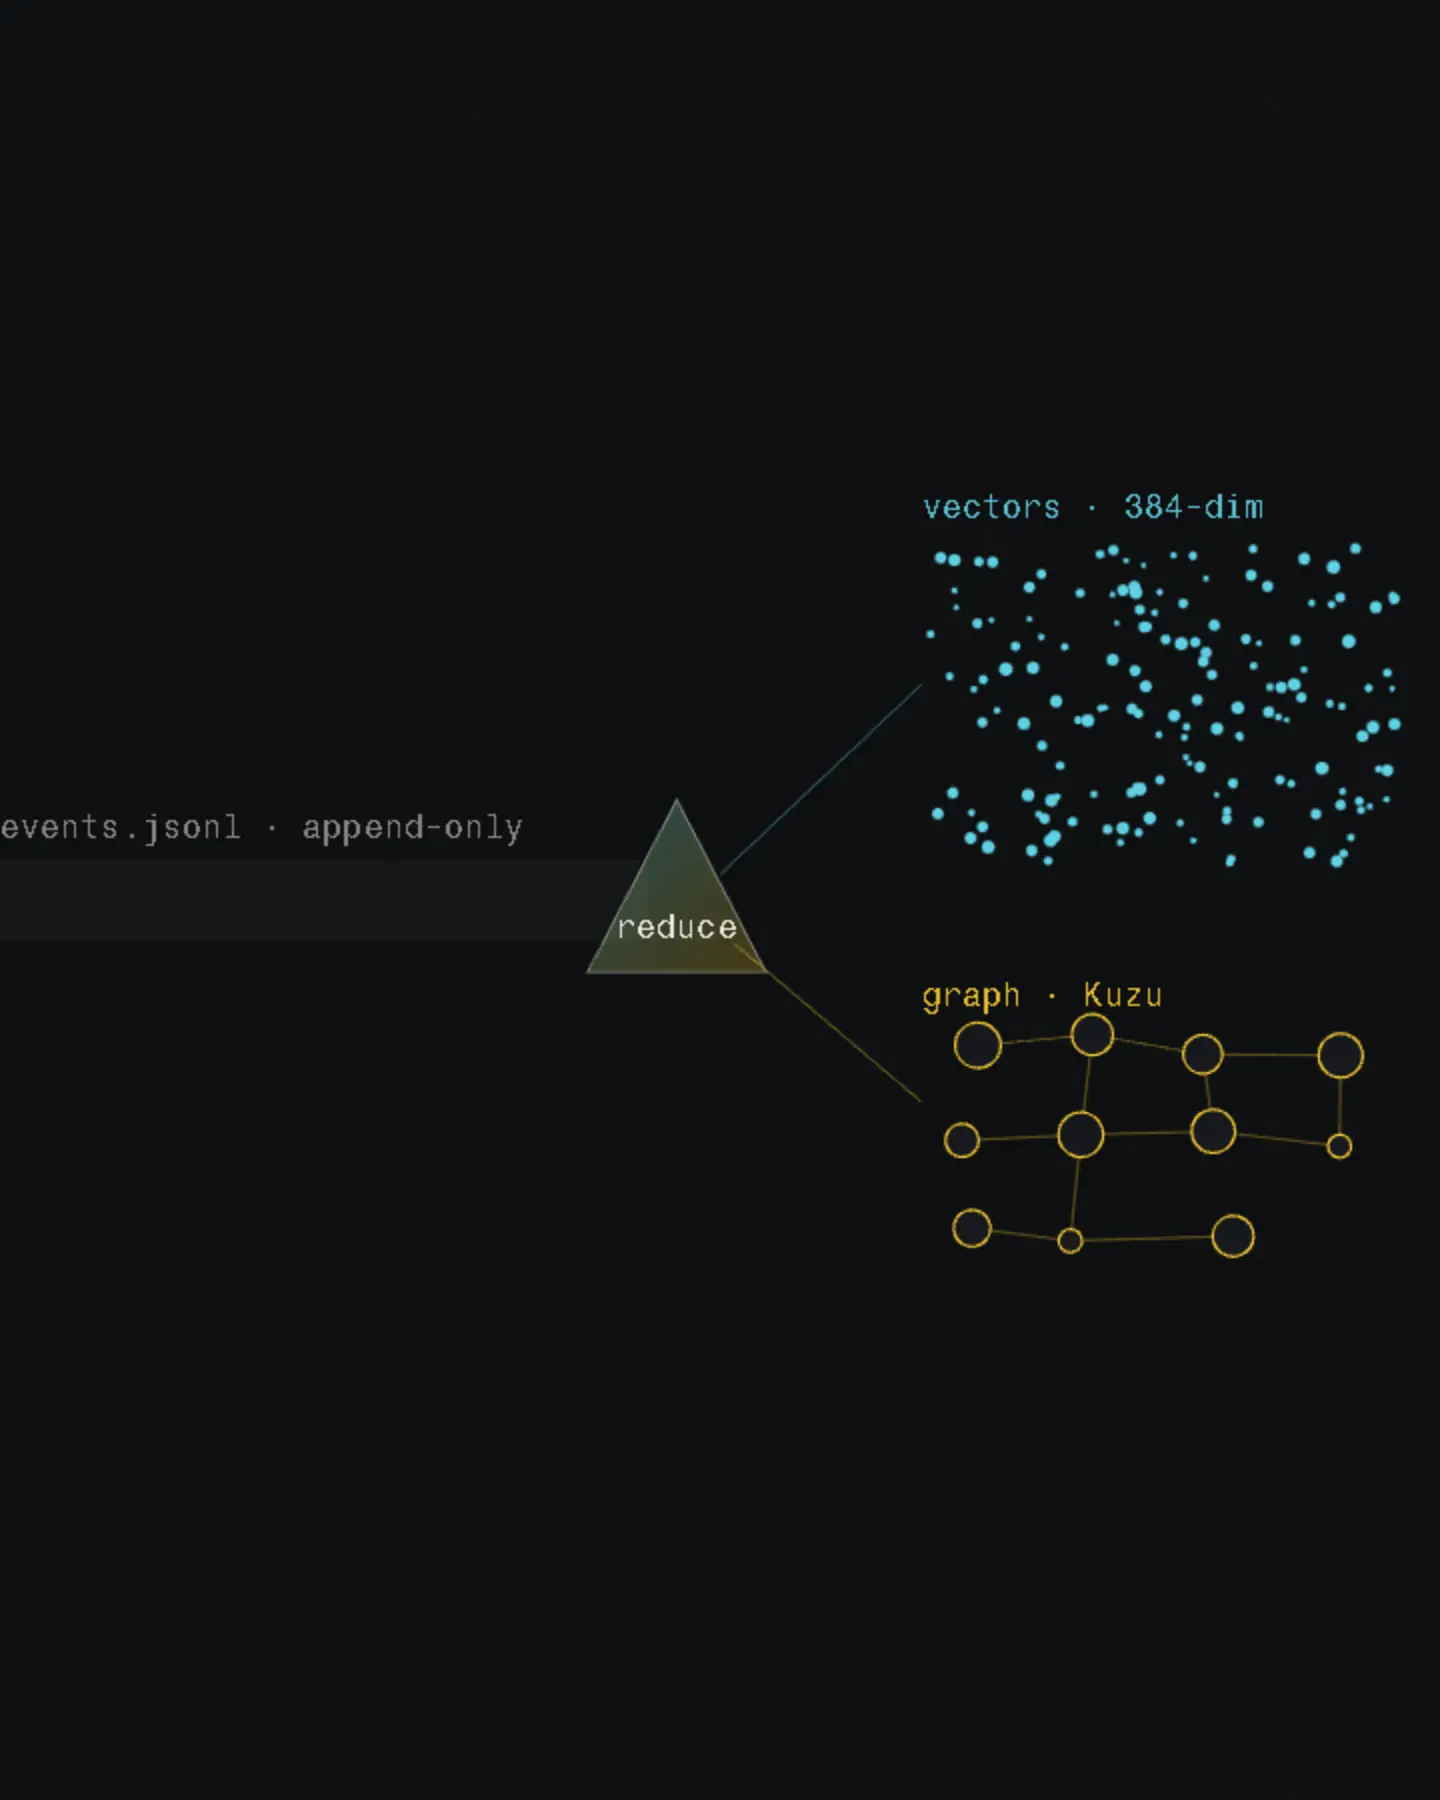 vectors · 384-dim
events.jsonl · append-only
reduce
graph · Kuzu